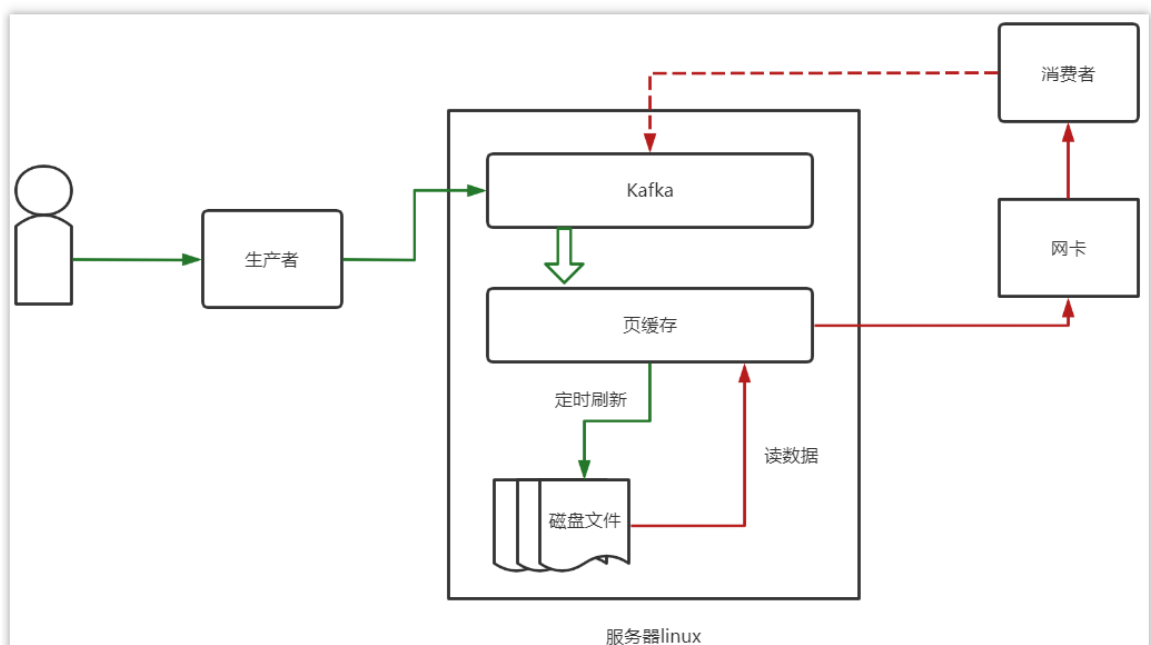 消费者
Kafka
网卡
生产者
页缓存
定时刷新
读数据
磁盘文件
服务器linux